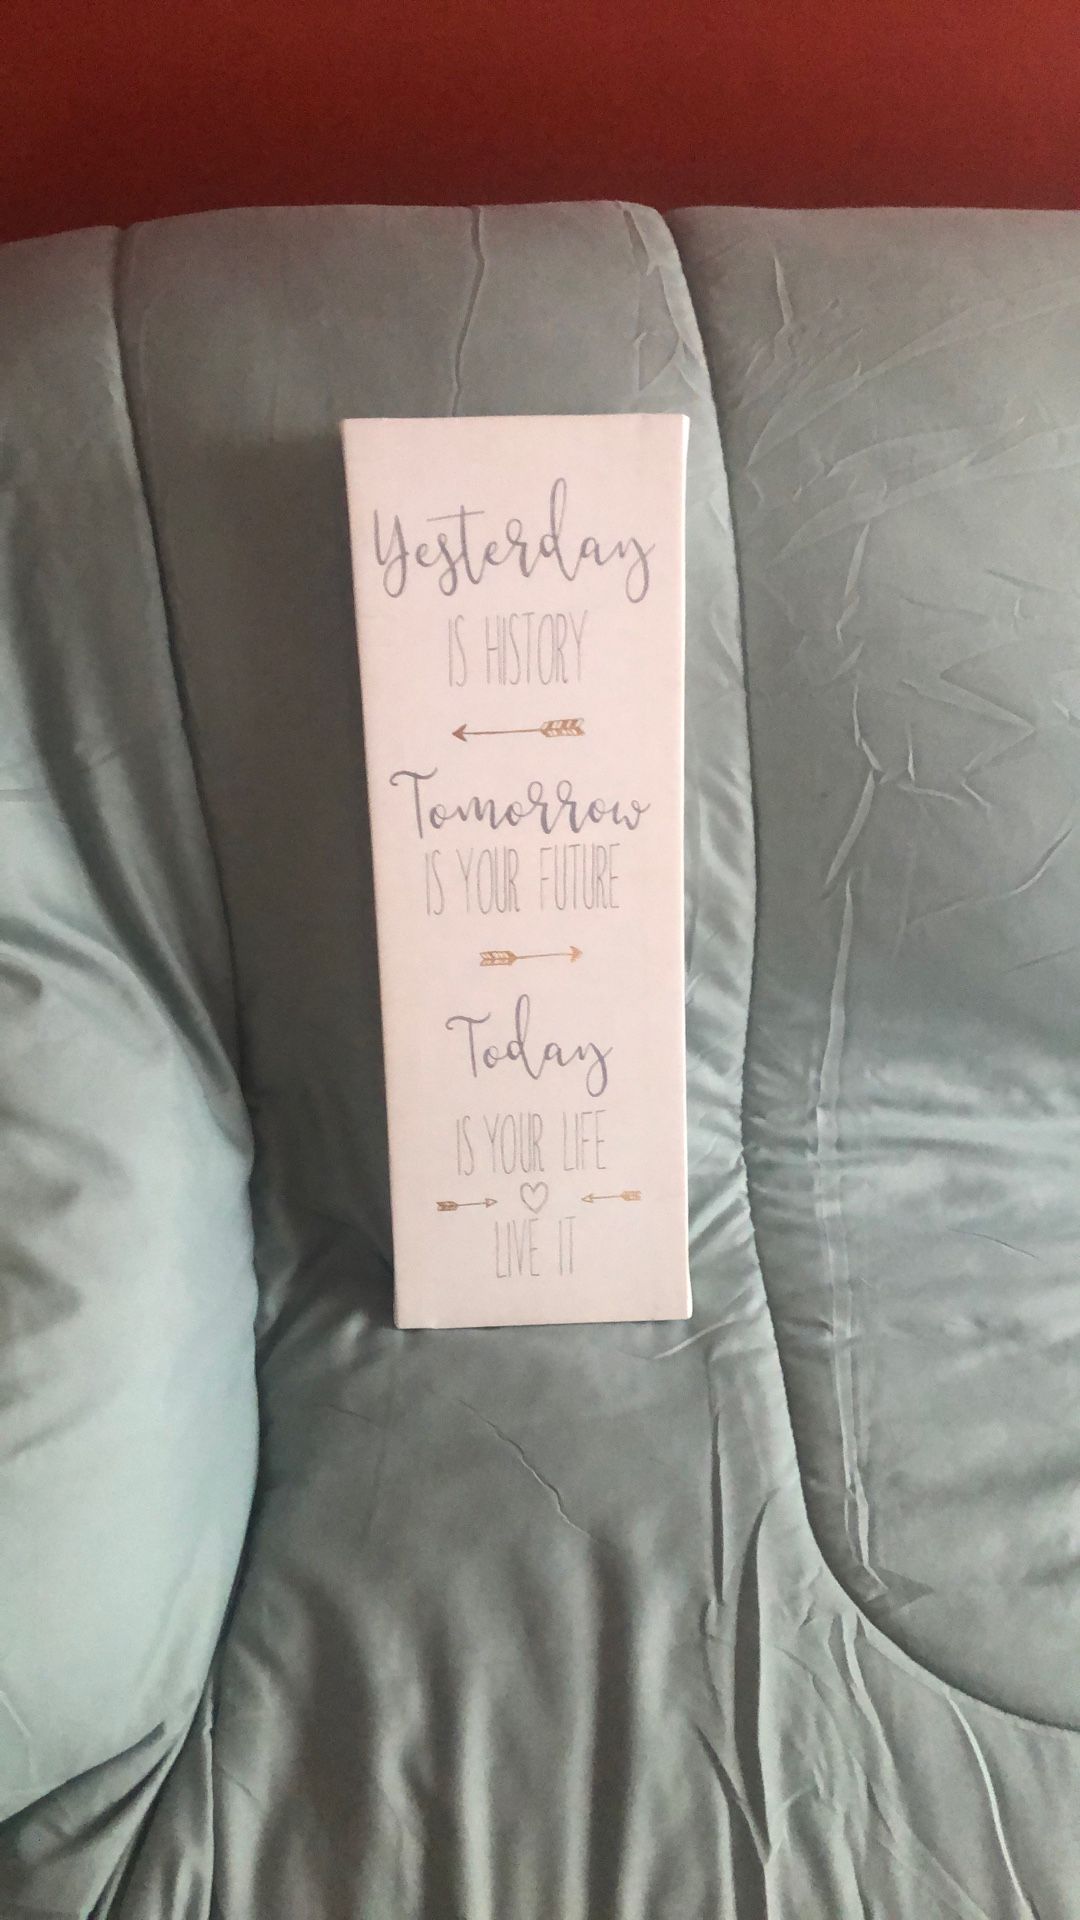 Yesterday
IS HISTORY
Tomorrow
IS YOUR FUTURE
Today
IS YOUR LIFE
LIVE IT